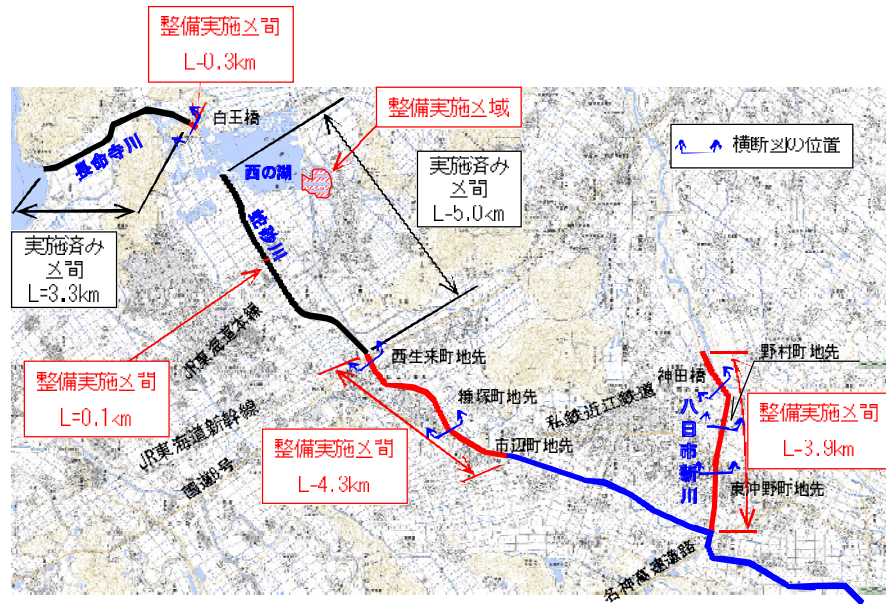 整備実施区間
L=0.3km
白王橋
整備実施区域
横断図の位置
長命寺川
西の湖
実施済み
区間
L=5.0km
実施済み
区間
L=3.3km
蛇砂川
JR東海道本線
西生来町地先
野村町地先
神田橋
整備実施区間
L=0.1km
糠塚町地先
私鉄近江鉄道
八日市新川
整備実施区間
L=3.9km
JR東海道新幹線
市辺町地先
整備実施区間
L=4.3km
国道8号
東沖野町地先
名神高速道路